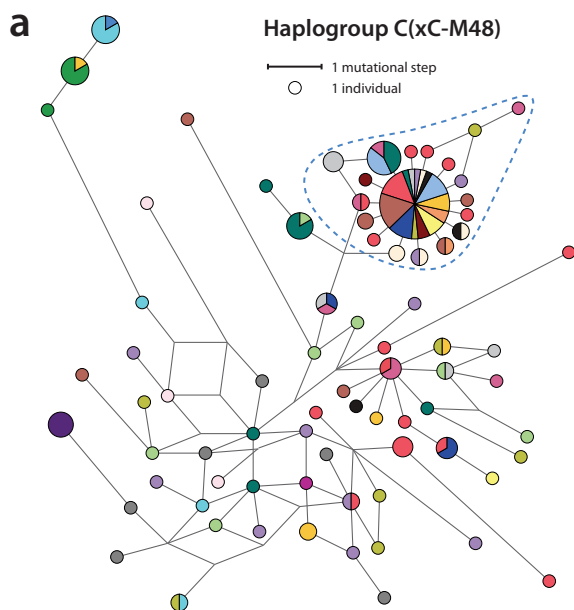 a
Haplogroup C(xC-M48)
1 mutational step
1 individual